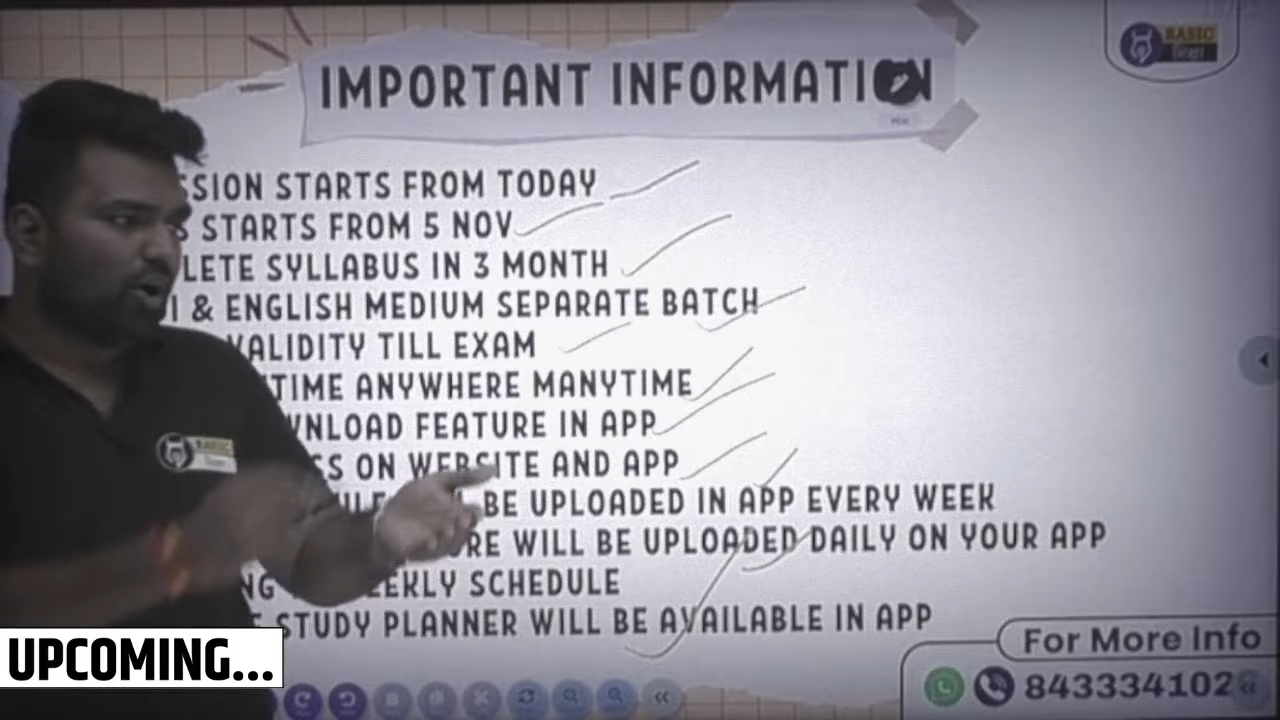 IMPORTANT INFORMATION
BASIC
SSION STARTS FROM TODAY
S STARTS FROM 5 NOV
LETE SYLLABUS IN 3 MONTH
I & ENGLISH MEDIUM SEPARATE BATCH
VALIDITY TILL EXAM
TIME ANYWHERE MANYTIME
WNLOAD FEATURE IN APP
SS ON WEBSITE AND APP
BE UPLOADED IN APP EVERY WEEK
RE WILL BE UPLOADED DAILY ON YOUR APP
NG EEKLY SCHEDULE
STUDY PLANNER WILL BE AVAILABLE IN APP
UPCOMING...
For More Info
843334102